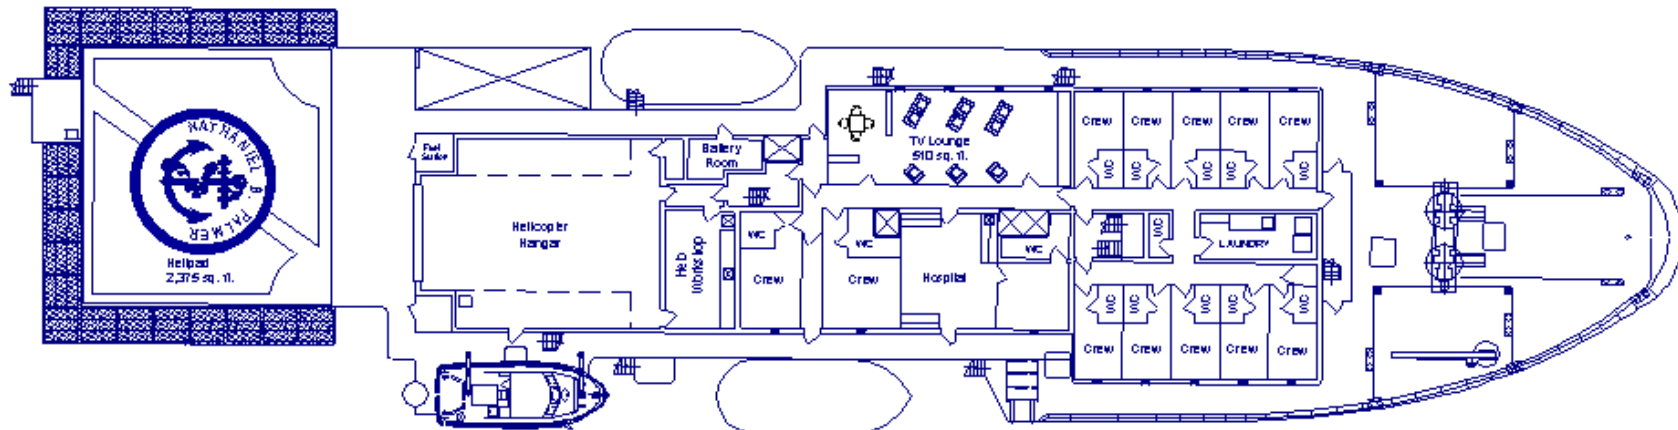 NATHANIEL B. PALMER
Helipad
2,375 sq. ft.
Fuel
Station
Helicopter
Hangar
Battery
Room
Helo
Workshop
TV Lounge
510 sq. ft.
WC
Crew
WC
Crew
Hospital
WC
Crew
Crew
Crew
Crew
Crew
WC
WC
WC
WC
WC
WC
LAUNDRY
WC
WC
WC
WC
WC
Crew
Crew
Crew
Crew
Crew